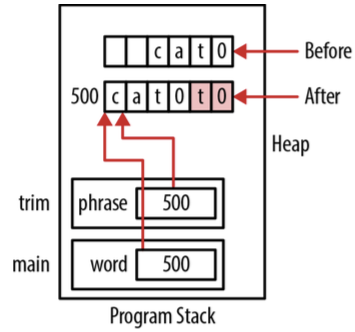 c a t 0 Before
500 c a t 0 t 0 After
Heap
trim phrase 500
main word 500
Program Stack